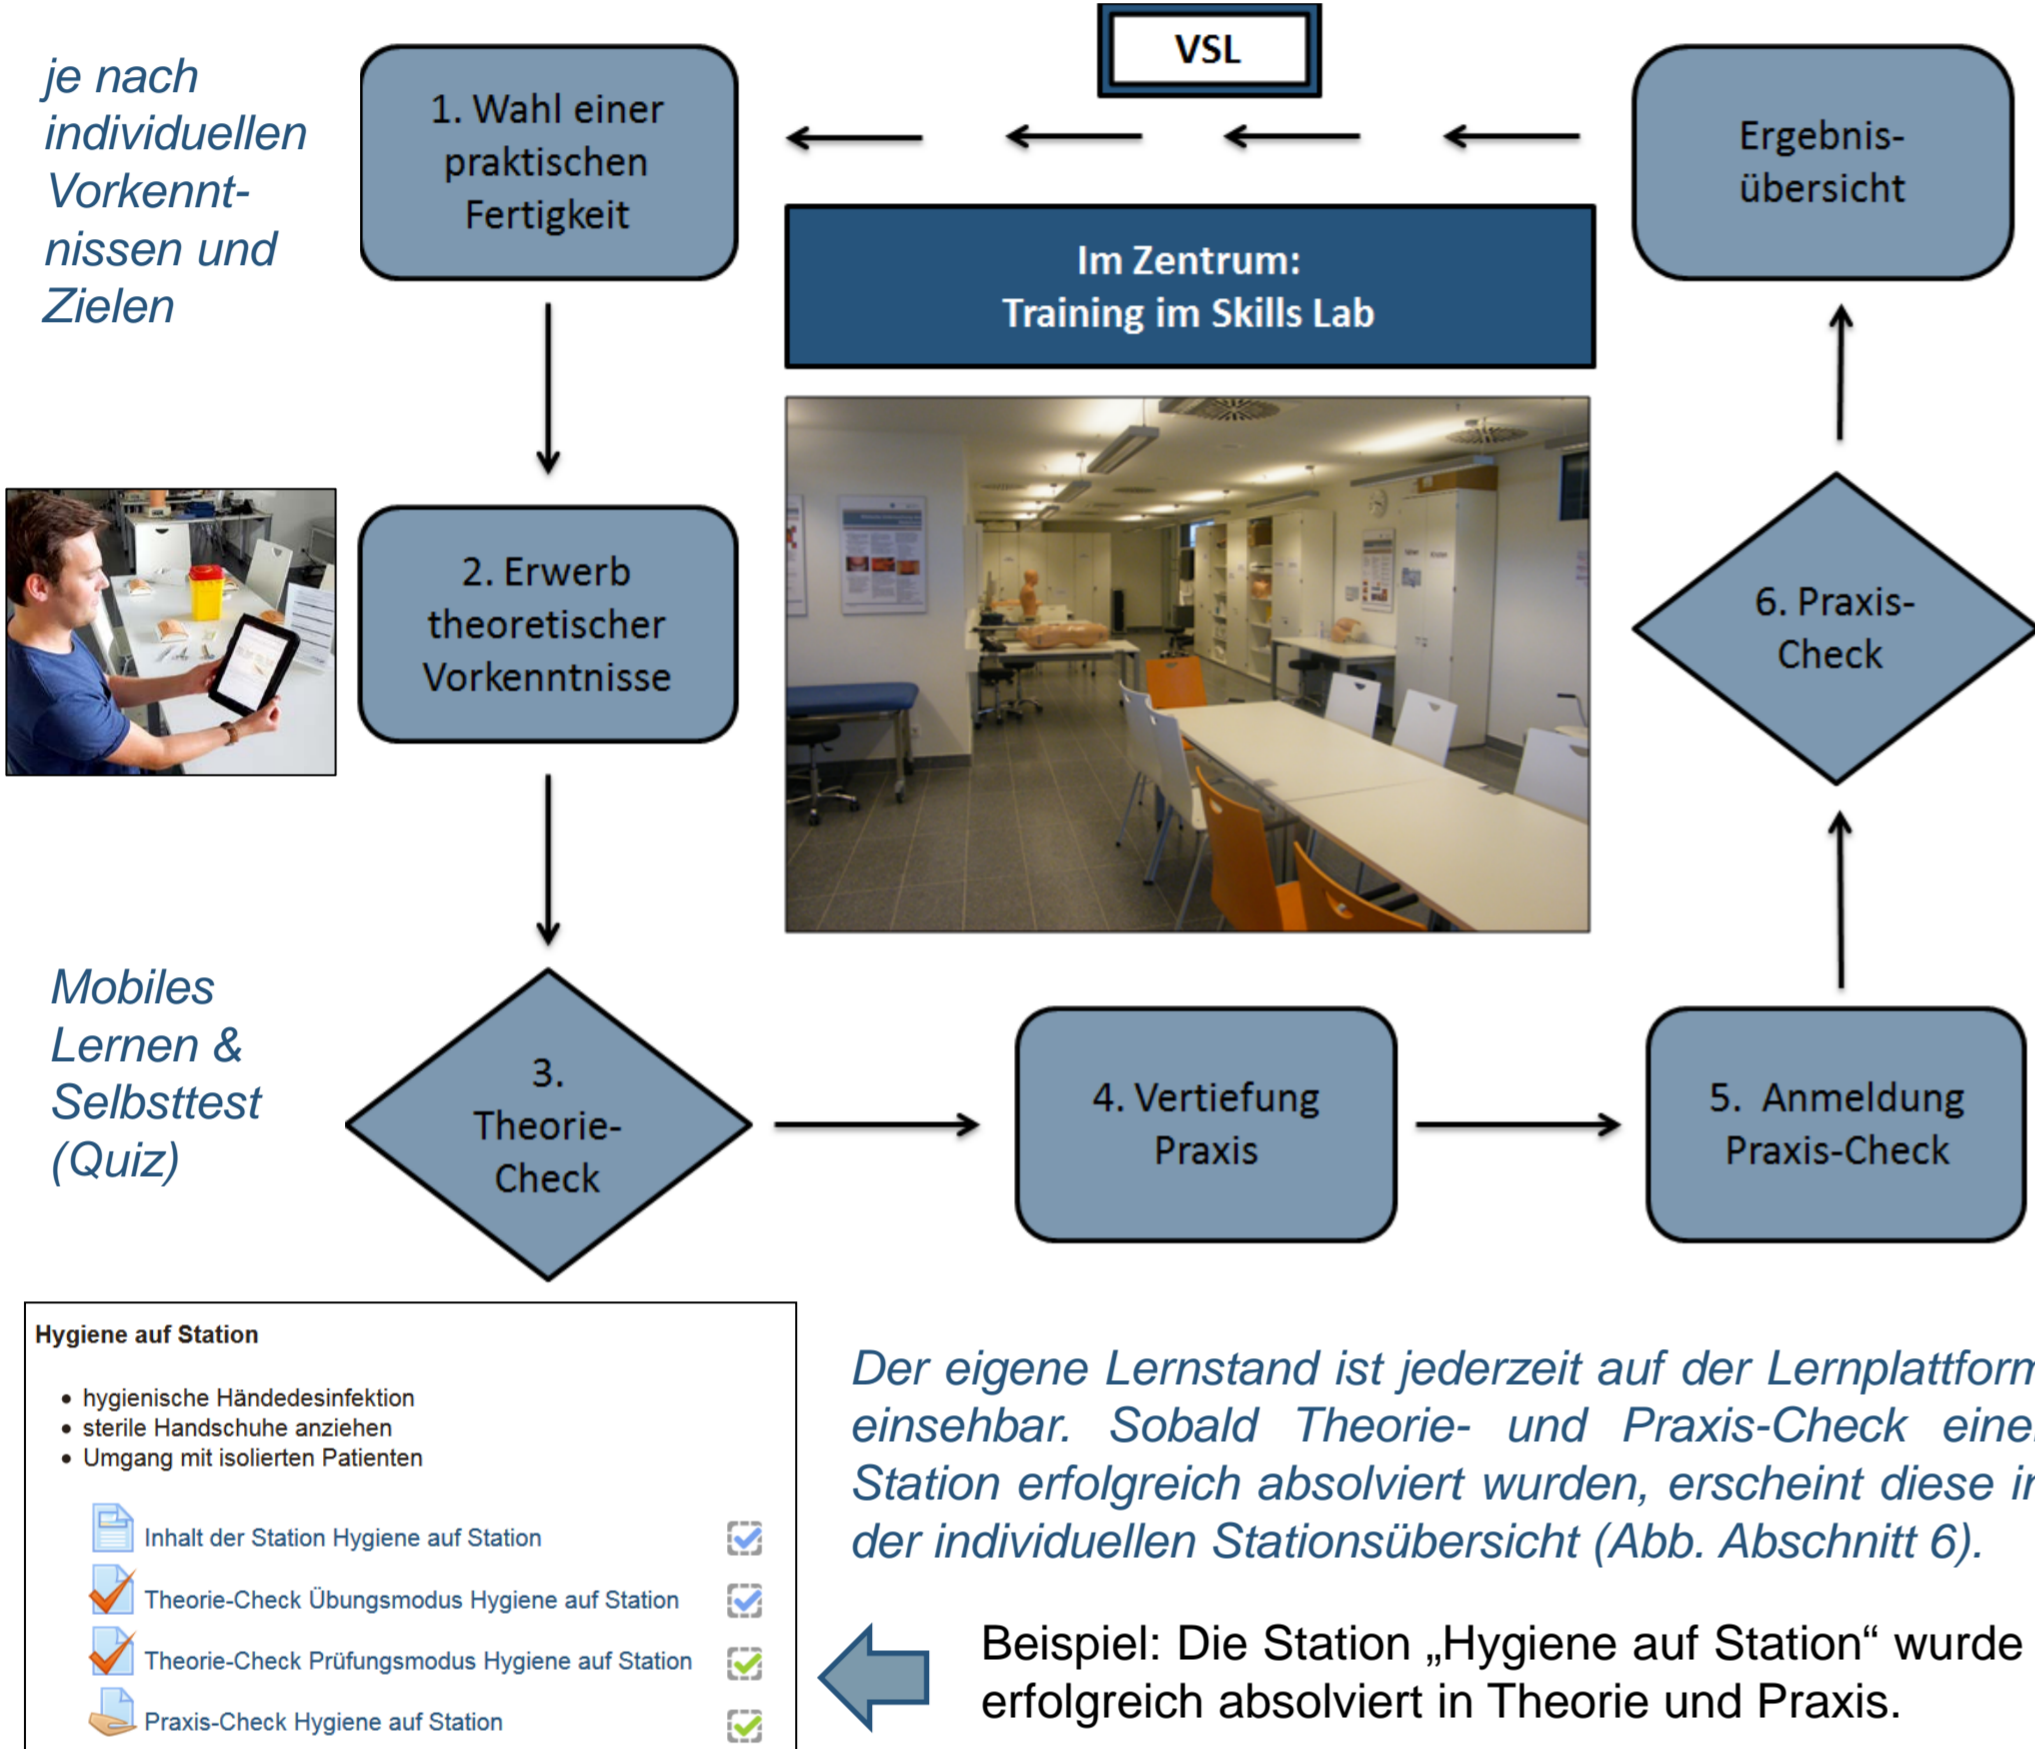 je nach
individuellen
Vorkennt-
nissen und
Zielen
1. Wahl einer
praktischen
Fertigkeit
VSL
Ergebnis-
übersicht
Im Zentrum:
Training im Skills Lab
2. Erwerb
theoretischer
Vorkenntnisse
6. Praxis-
Check
Mobiles
Lernen &
Selbsttest
(Quiz)
3.
Theorie-
Check
4. Vertiefung
Praxis
5. Anmeldung
Praxis-Check
Hygiene auf Station
• hygienische Händedesinfektion
• sterile Handschuhe anziehen
• Umgang mit isolierten Patienten
Inhalt der Station Hygiene auf Station
Theorie-Check Übungsmodus Hygiene auf Station
Theorie-Check Prüfungsmodus Hygiene auf Station
Praxis-Check Hygiene auf Station
Der eigene Lernstand ist jederzeit auf der Lernplattform
einsehbar. Sobald Theorie- und Praxis-Check einer
Station erfolgreich absolviert wurden, erscheint diese in
der individuellen Stationsübersicht (Abb. Abschnitt 6).
Beispiel: Die Station „Hygiene auf Station“ wurde
erfolgreich absolviert in Theorie und Praxis.